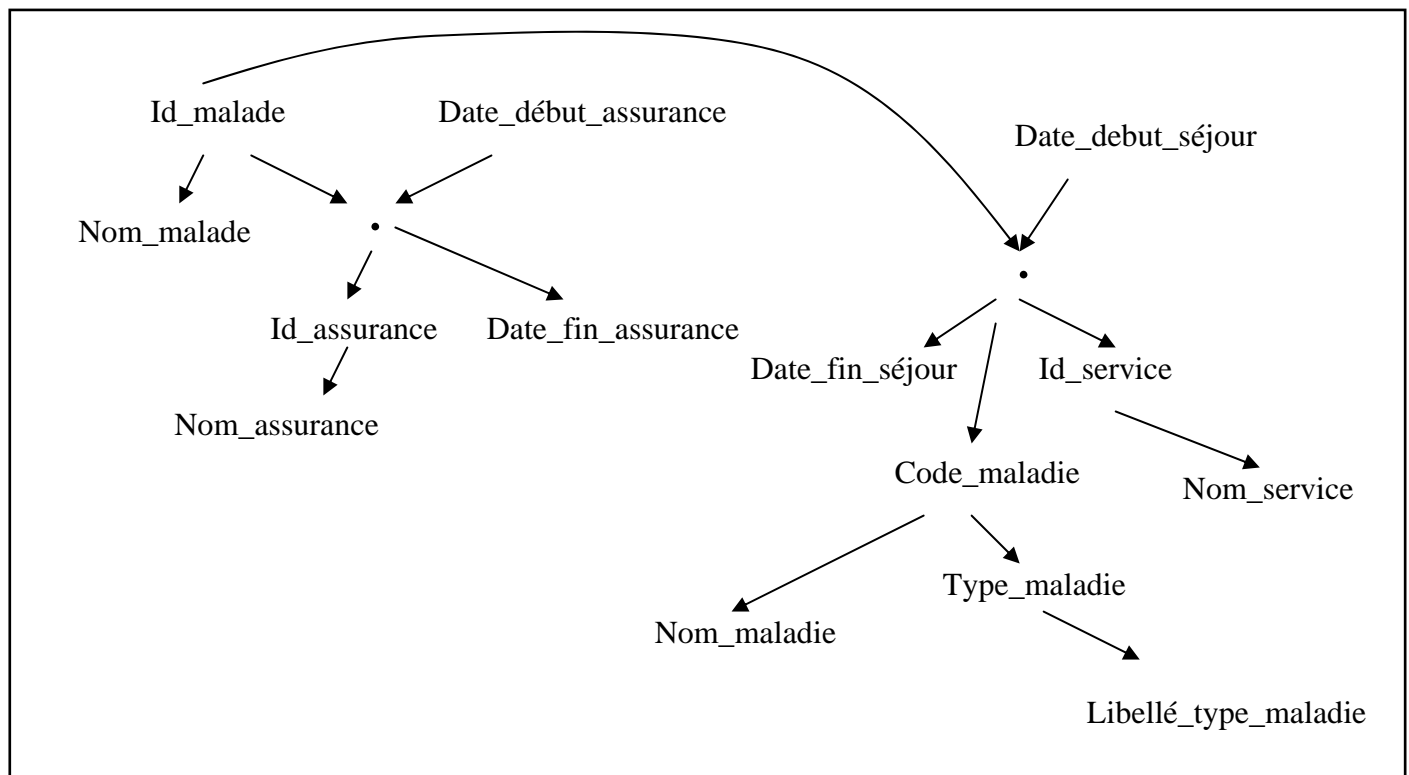 Id_malade
Date_début_assurance
Date_debut_séjour
Nom_malade
Id_assurance
Date_fin_assurance
Date_fin_séjour
Id_service
Nom_assurance
Code_maladie
Nom_service
Type_maladie
Nom_maladie
Libellé_type_maladie